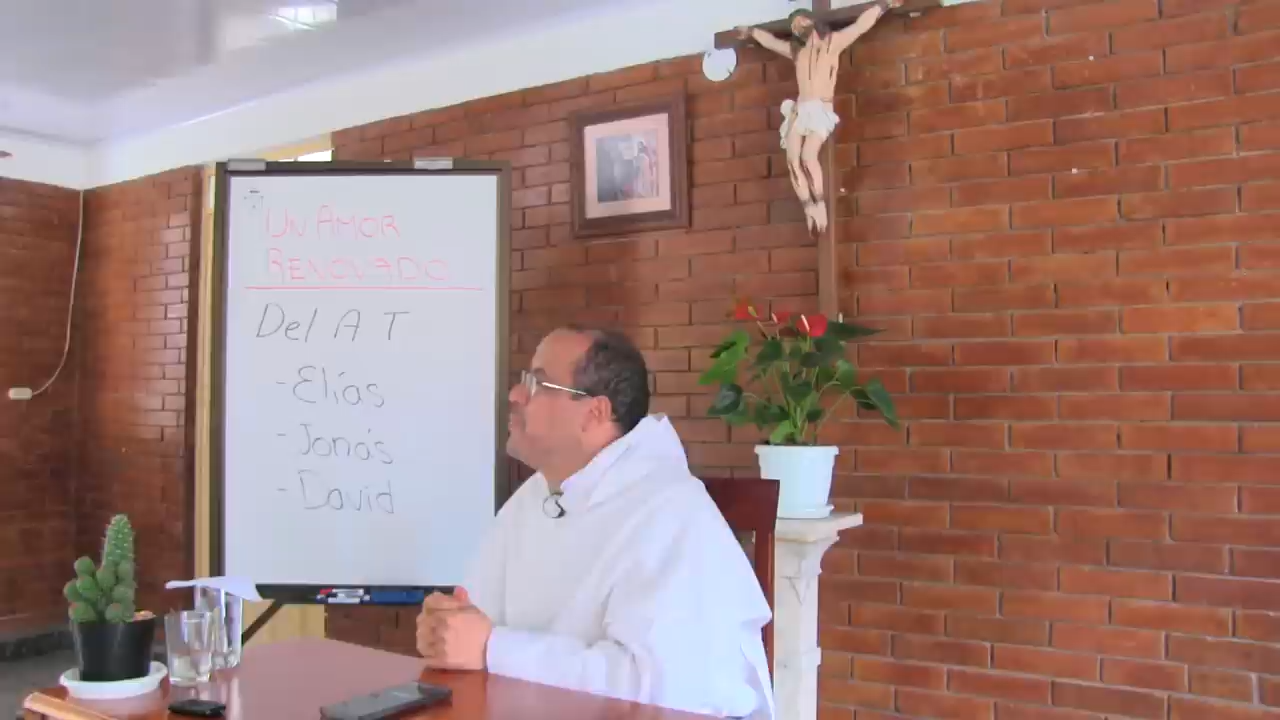 Un Amor
Renovado
Del A T
- Elías
- Jonás
- David